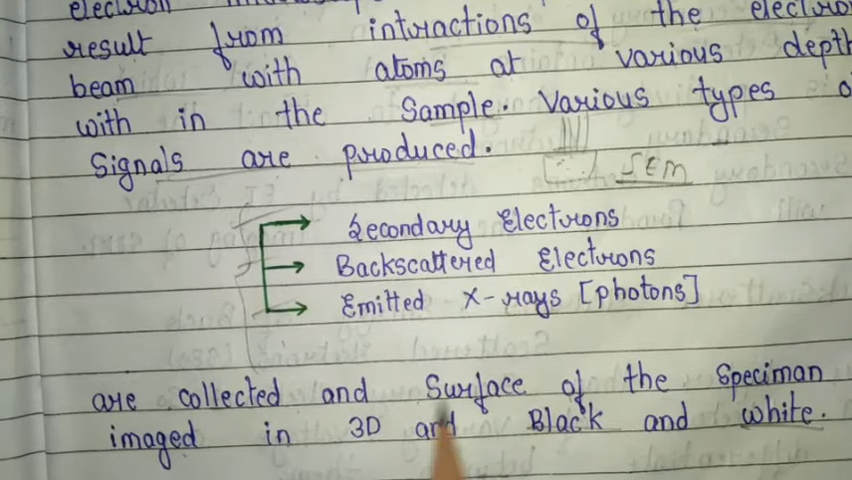 result from intvractions of the electro
beam with atoms at various depth
with in the Sample. Various types o
Signals are produced.
SEM
Secondary Electrons
Backscattered Electrons
Emitted X-rays [photons]
are collected and Surface of the Speciman
imaged in 3D and Black and white.